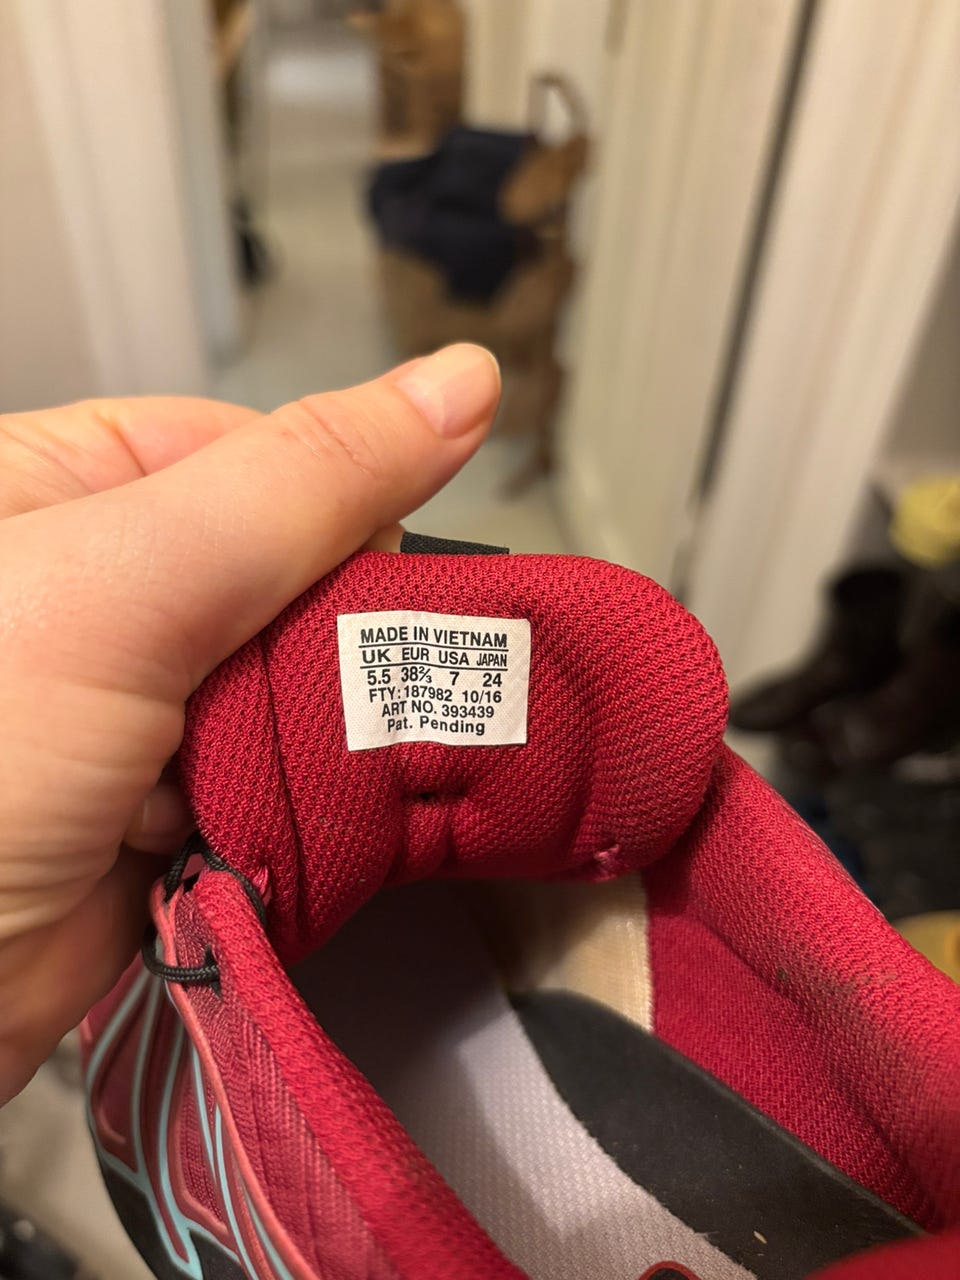 MADE IN VIETNAM
UK EUR USA JAPAN
5.5 38⅔ 7 24
FTY: 187982 10/16
ART NO. 393439
Pat. Pending